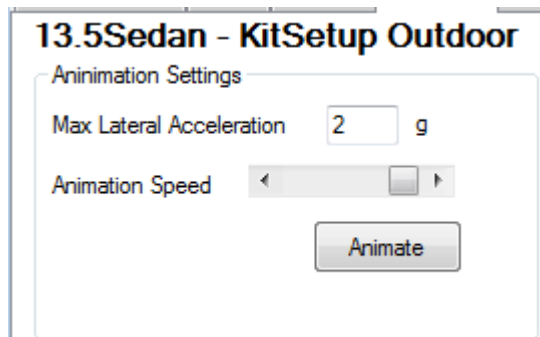 13.5Sedan - KitSetup Outdoor
Aninimation Settings
Max Lateral Acceleration 2 g
Animation Speed
Animate